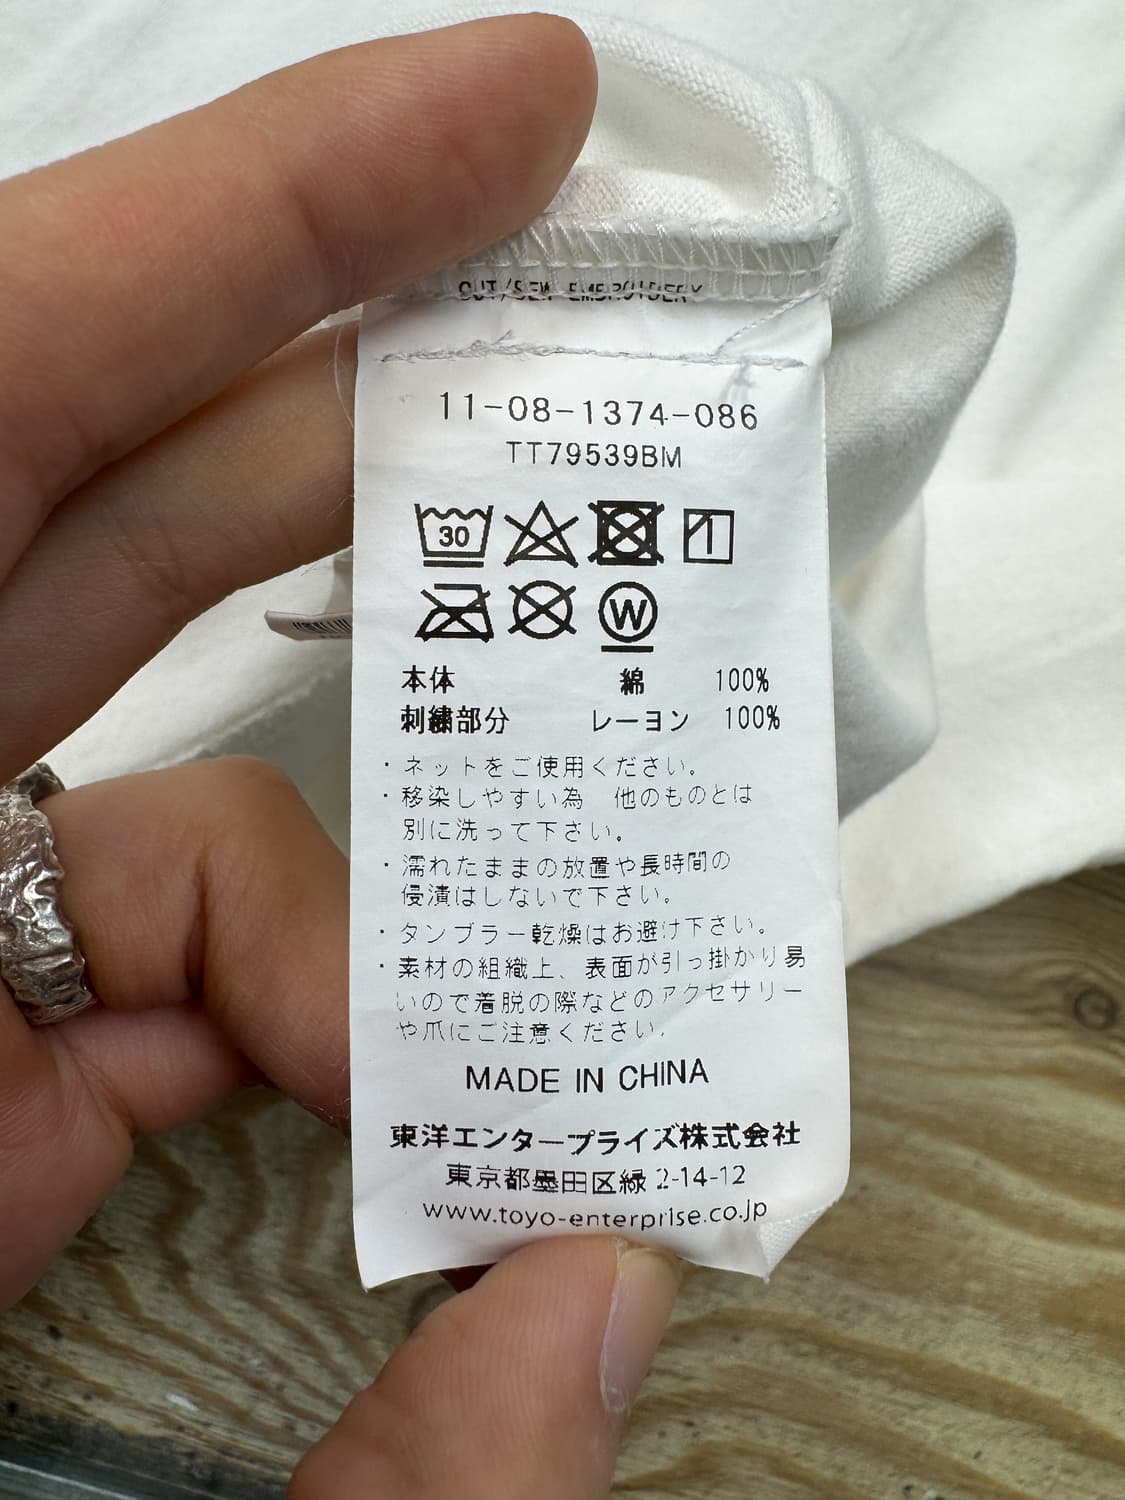 CUT/SEW EMBROIDERY
11-08-1374-086
TT79539BM
30
W
本体 綿 100%
刺繍部分 レーヨン 100%
・ネットをご使用ください。
・移染しやすい為 他のものとは
別に洗って下さい。
・濡れたままの放置や長時間の
侵漬はしないで下さい。
・タンブラー乾燥はお避け下さい。
・素材の組織上、表面が引っ掛かり易
いので着脱の際などのアクセサリー
や爪にご注意ください。
MADE IN CHINA
東洋エンタープライズ株式会社
東京都墨田区緑 2-14-12
www.toyo-enterprise.co.jp